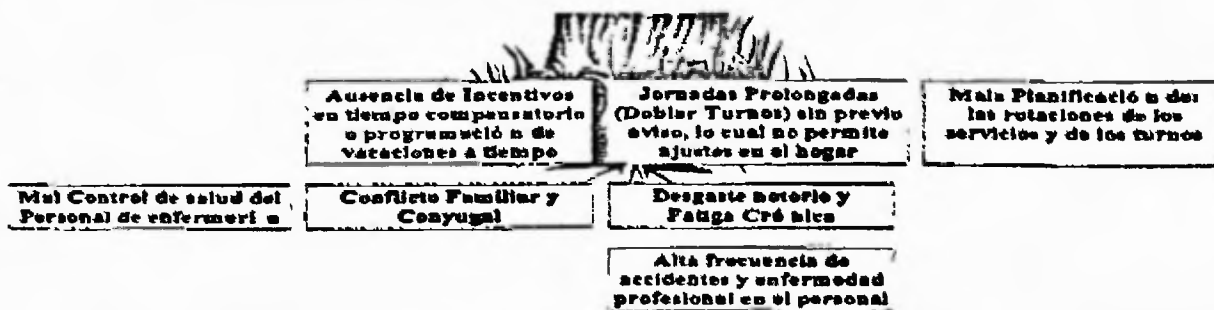 Ausencia de Incentivos
en tiempo compensatorio
o programació n de
vacaciones a tiempo
Jornadas Prolongadas
(Doblar Turnos) sin previo
aviso, lo cual no permite
ajustes en el hogar
Mala Planificació n de:
las rotaciones de los
servicios y de los turnos
Mal Control de salud del
Personal de enfermerí a
Conflicto Familiar y
Conyugal
Desgaste notorio y
Fatiga Cró nica
Alta frecuencia de
accidentes y enfermedad
profesional en el personal